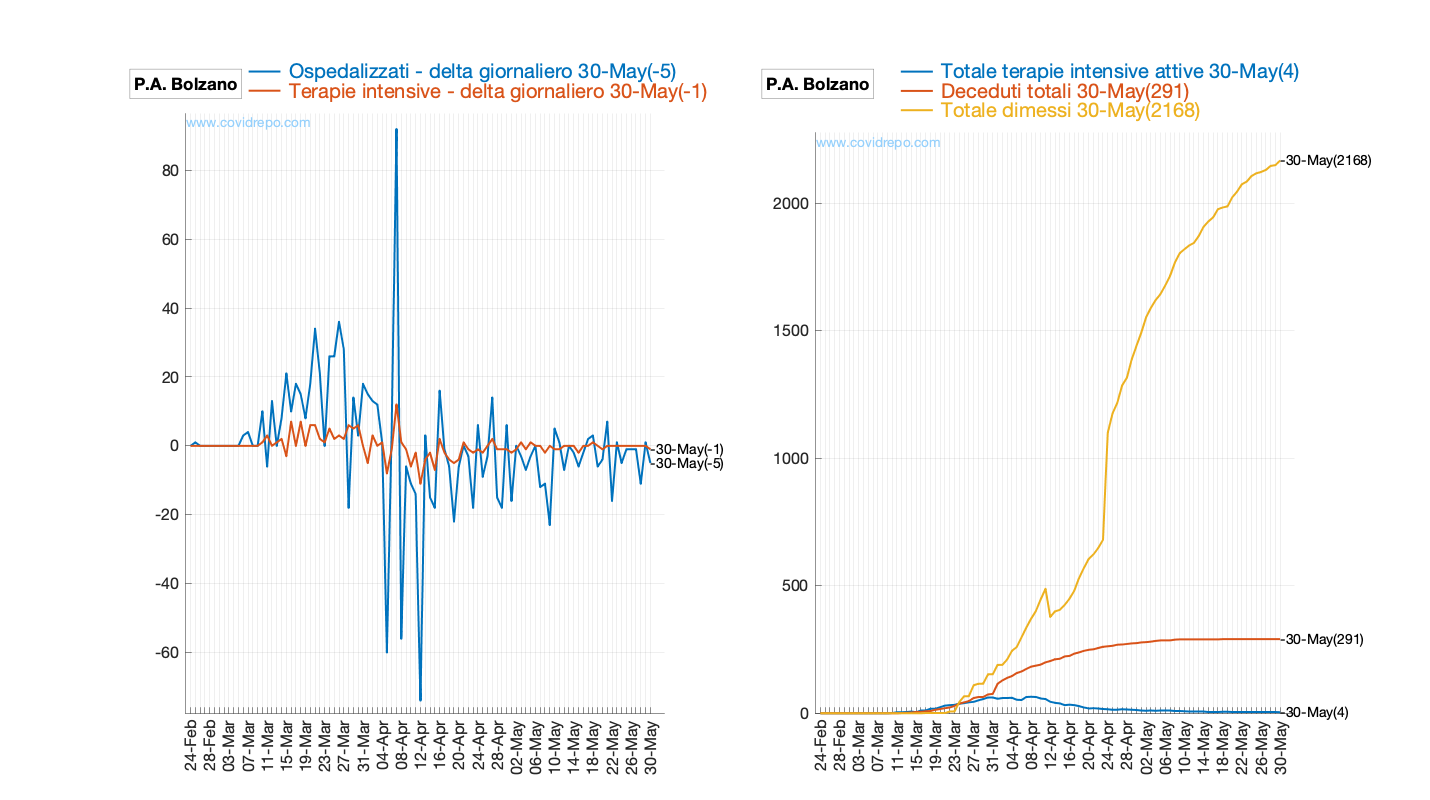 P.A. Bolzano
Ospedalizzati - delta giornaliero 30-May(-5)
Terapie intensive - delta giornaliero 30-May(-1)
www.covidrepo.com
80
60
40
20
0
-20
-40
-60
30-May(-1)
30-May(-5)
24-Feb
28-Feb
03-Mar
07-Mar
11-Mar
15-Mar
19-Mar
23-Mar
27-Mar
31-Mar
04-Apr
08-Apr
12-Apr
16-Apr
20-Apr
24-Apr
28-Apr
02-May
06-May
10-May
14-May
18-May
22-May
26-May
30-May
P.A. Bolzano
Totale terapie intensive attive 30-May(4)
Deceduti totali 30-May(291)
Totale dimessi 30-May(2168)
www.covidrepo.com
2000
1500
1000
500
0
30-May(2168)
30-May(291)
30-May(4)
24-Feb
28-Feb
03-Mar
07-Mar
11-Mar
15-Mar
19-Mar
23-Mar
27-Mar
31-Mar
04-Apr
08-Apr
12-Apr
16-Apr
20-Apr
24-Apr
28-Apr
02-May
06-May
10-May
14-May
18-May
22-May
26-May
30-May